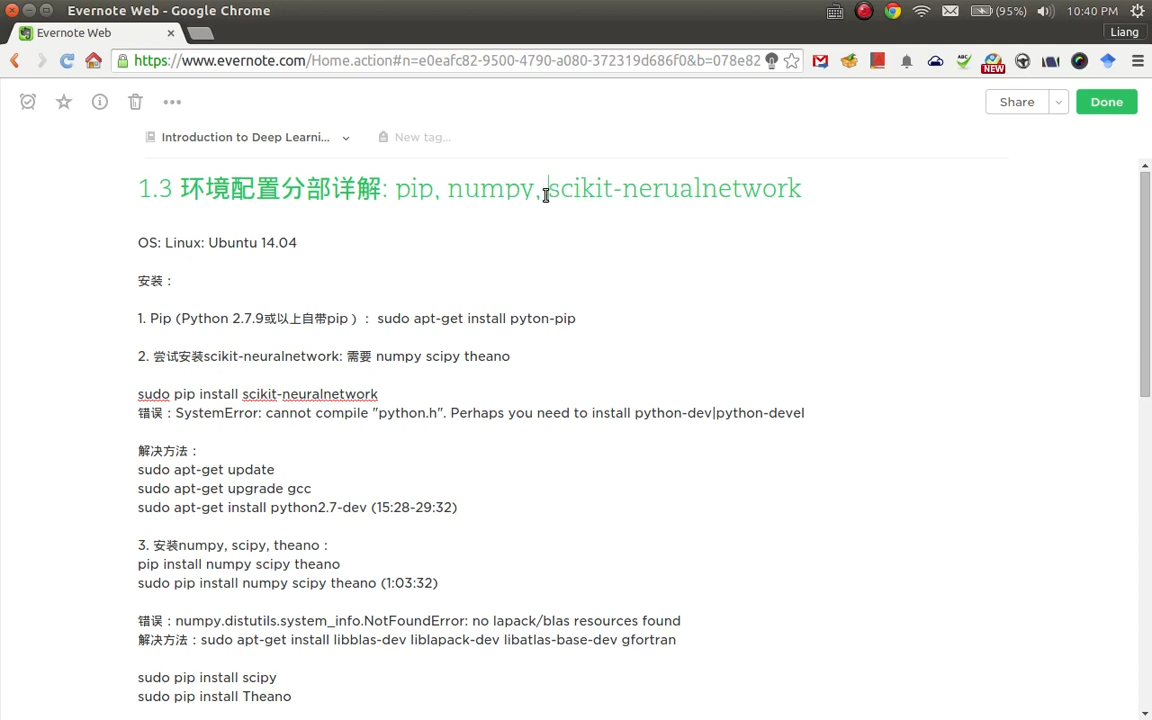 Evernote Web - Google Chrome
(95%)
10:40 PM
Evernote Web
Liang
https://www.evernote.com/Home.action#n=e0eafc82-9500-4790-a080-372319d686f0&b=078e82
NEW
Share
Done
Introduction to Deep Learni...
New tag...
1.3 环境配置分部详解: pip, numpy, scikit-nerualnetwork
OS: Linux: Ubuntu 14.04
安装：
1. Pip (Python 2.7.9或以上自带pip）： sudo apt-get install pyton-pip
2. 尝试安装scikit-neuralnetwork: 需要 numpy scipy theano
sudo pip install scikit-neuralnetwork
错误：SystemError: cannot compile "python.h". Perhaps you need to install python-dev|python-devel
解决方法：
sudo apt-get update
sudo apt-get upgrade gcc
sudo apt-get install python2.7-dev (15:28-29:32)
3. 安装numpy, scipy, theano：
pip install numpy scipy theano
sudo pip install numpy scipy theano (1:03:32)
错误：numpy.distutils.system_info.NotFoundError: no lapack/blas resources found
解决方法：sudo apt-get install libblas-dev liblapack-dev libatlas-base-dev gfortran
sudo pip install scipy
sudo pip install Theano